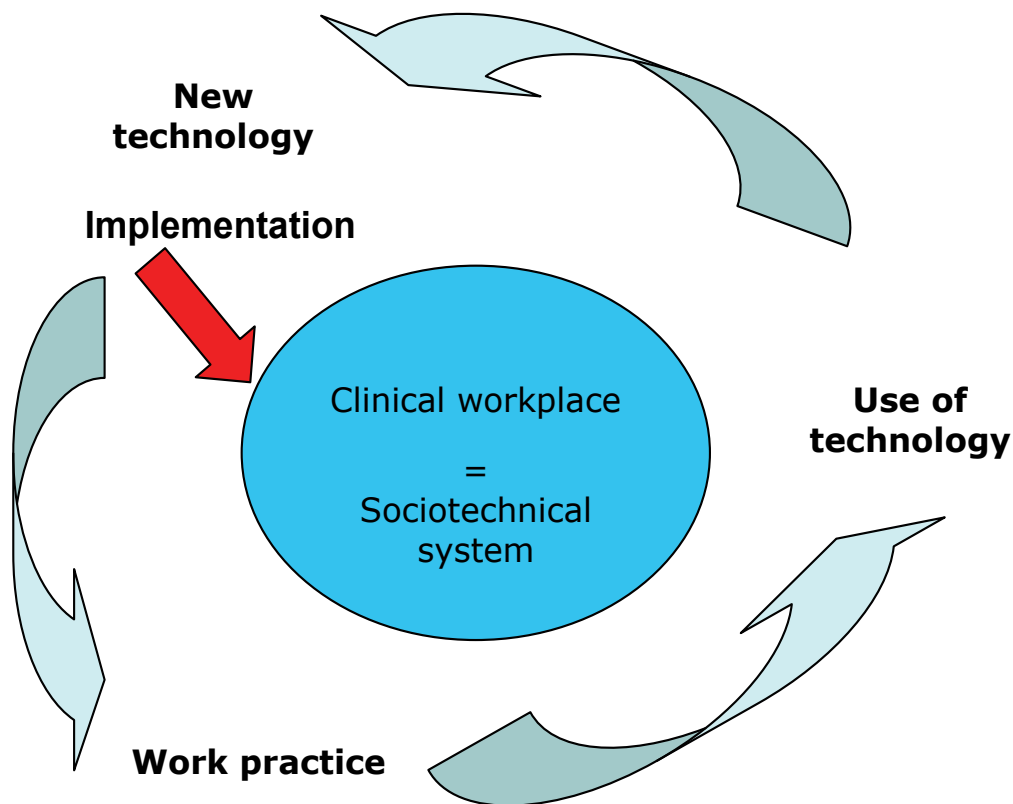 New
technology
Implementation
Clinical workplace
=
Sociotechnical
system
Use of
technology
Work practice